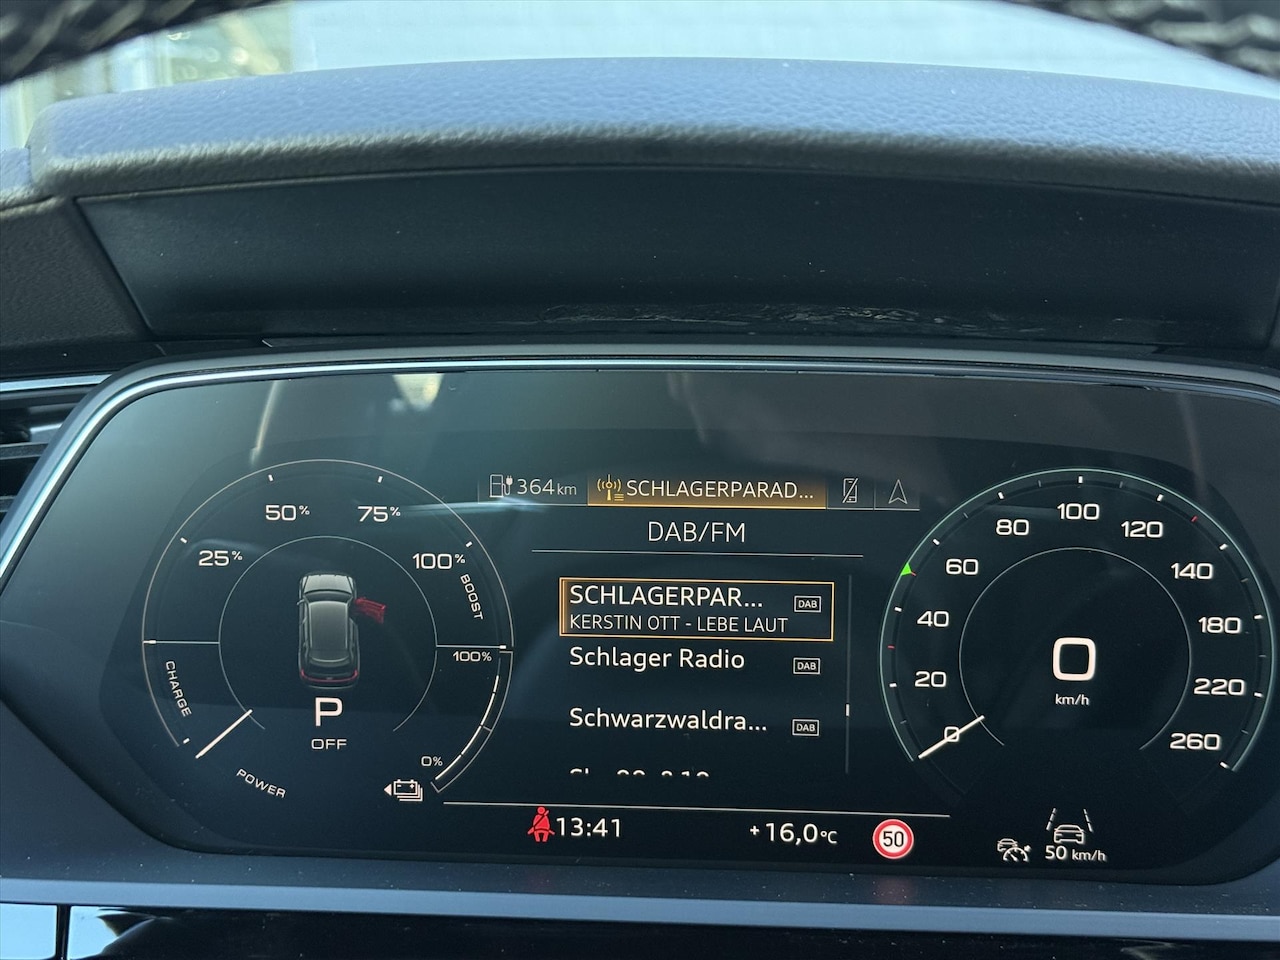 364 km
SCHLAGERPARAD...
DAB/FM
SCHLAGERPAR...
DAB
KERSTIN OTT - LEBE LAUT
Schlager Radio
DAB
Schwarzwaldra...
DAB
25%
50%
75%
100%
BOOST
100%
0%
CHARGE
POWER
P
OFF
0
20
40
60
80
100
120
140
180
220
260
0
km/h
13:41
+16,0°C
50
50 km/h